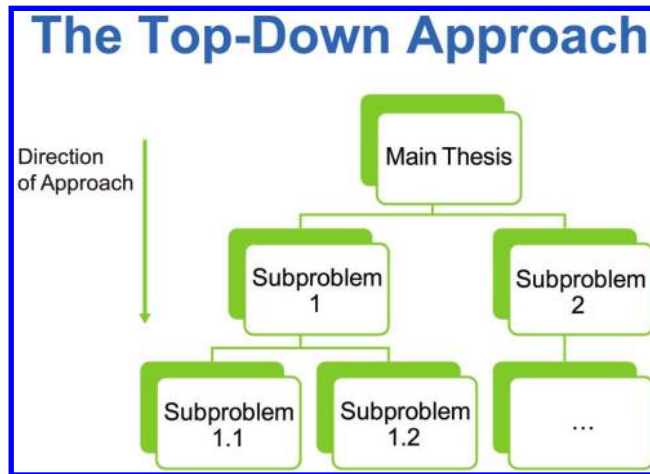 The Top-Down Approach
Direction
of Approach
Main Thesis
Subproblem
1
Subproblem
2
Subproblem
1.1
Subproblem
1.2
...